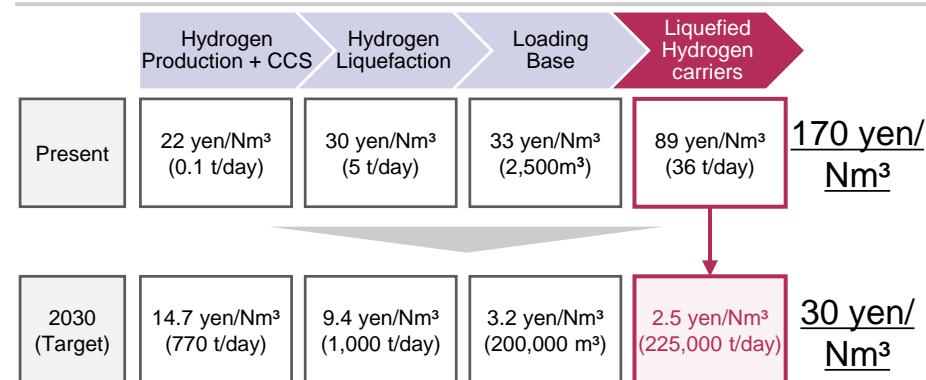 Hydrogen
Production + CCS
Hydrogen
Liquefaction
Loading
Base
Liquefied
Hydrogen
carriers
Present
22 yen/Nm³
(0.1 t/day)
30 yen/Nm³
(5 t/day)
33 yen/Nm³
(2,500m³)
89 yen/Nm³
(36 t/day)
170 yen/
Nm³
2030
(Target)
14.7 yen/Nm³
(770 t/day)
9.4 yen/Nm³
(1,000 t/day)
3.2 yen/Nm³
(200,000 m³)
2.5 yen/Nm³
(225,000 t/day)
30 yen/
Nm³